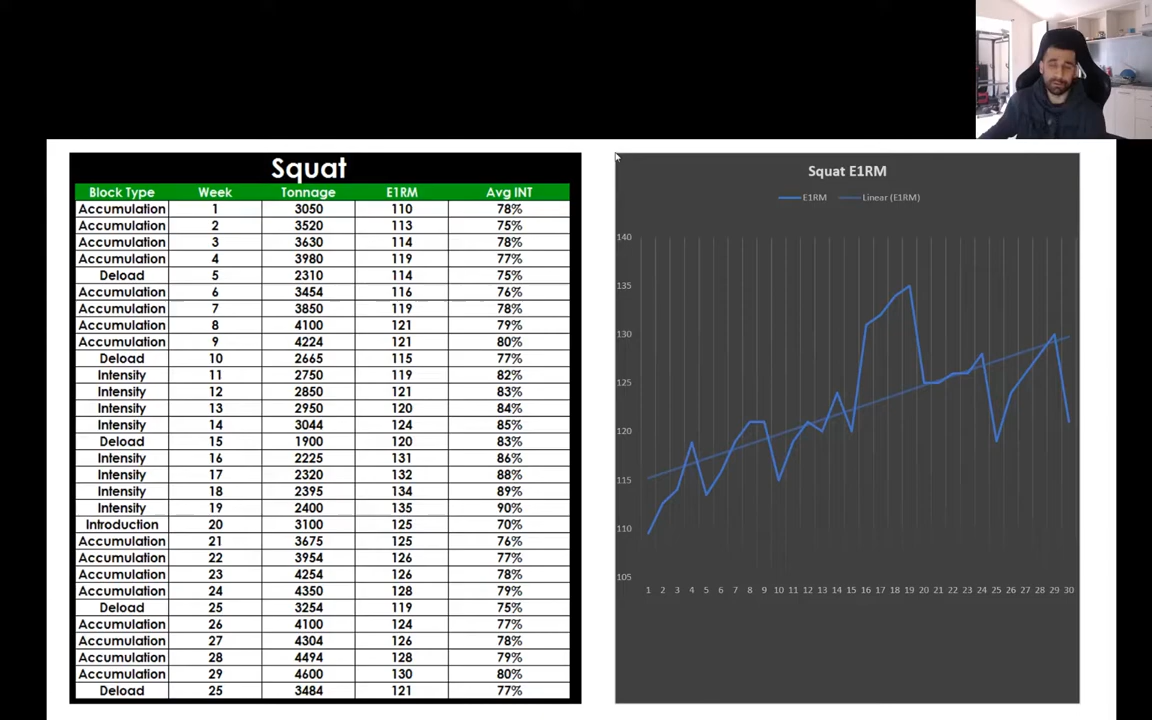 Squat
Block Type Week Tonnage E1RM Avg INT
Accumulation 1 3050 110 78%
Accumulation 2 3520 113 75%
Accumulation 3 3630 114 78%
Accumulation 4 3980 119 77%
Deload 5 2310 114 75%
Accumulation 6 3454 116 76%
Accumulation 7 3850 119 78%
Accumulation 8 4100 121 79%
Accumulation 9 4224 121 80%
Deload 10 2665 115 77%
Intensity 11 2750 119 82%
Intensity 12 2850 121 83%
Intensity 13 2950 120 84%
Intensity 14 3044 124 85%
Deload 15 1900 120 83%
Intensity 16 2225 131 86%
Intensity 17 2320 132 88%
Intensity 18 2395 134 89%
Intensity 19 2400 135 90%
Introduction 20 3100 125 70%
Accumulation 21 3675 125 76%
Accumulation 22 3954 126 77%
Accumulation 23 4254 126 78%
Accumulation 24 4350 128 79%
Deload 25 3254 119 75%
Accumulation 26 4100 124 77%
Accumulation 27 4304 126 78%
Accumulation 28 4494 128 79%
Accumulation 29 4600 130 80%
Deload 25 3484 121 77%
Squat E1RM
E1RM Linear (E1RM)
140
135
130
125
120
115
110
105
1 2 3 4 5 6 7 8 9 10 11 12 13 14 15 16 17 18 19 20 21 22 23 24 25 26 27 28 29 30